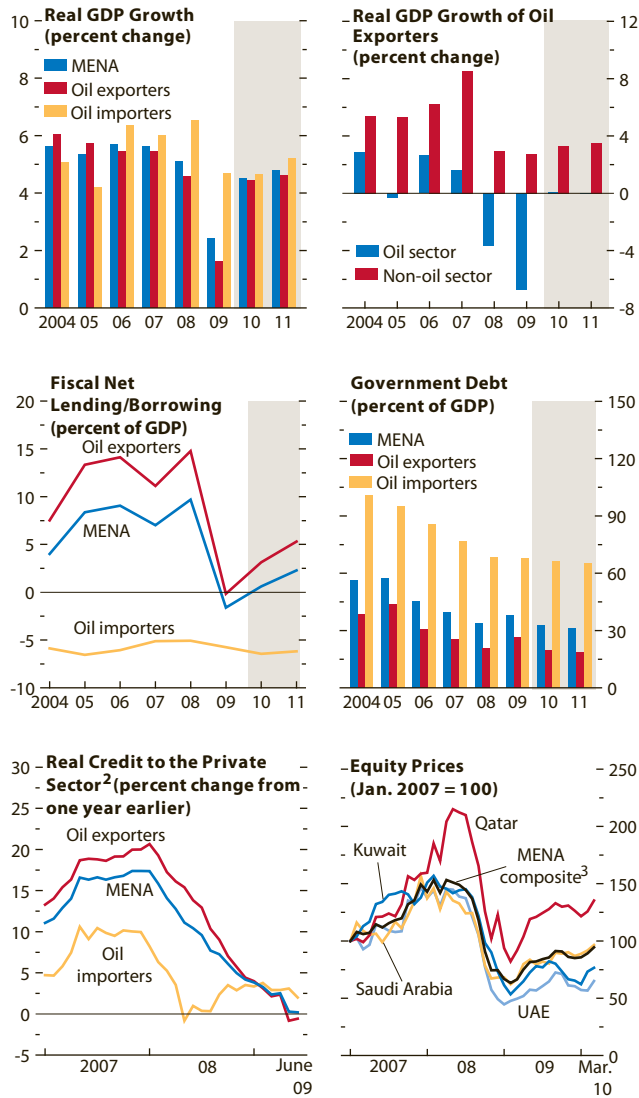 Real GDP Growth
(percent change)
10
8
6
4
2
0
MENA
Oil exporters
Oil importers
2004 05 06 07 08 09 10 11
Real GDP Growth of Oil
Exporters
(percent change)
12
8
4
0
-4
-8
Oil sector
Non-oil sector
2004 05 06 07 08 09 10 11
Fiscal Net
Lending/Borrowing
(percent of GDP)
20
15
10
5
0
-5
-10
Oil exporters
MENA
Oil importers
2004 05 06 07 08 09 10 11
Government Debt
(percent of GDP)
150
120
90
60
30
0
MENA
Oil exporters
Oil importers
2004 05 06 07 08 09 10 11
Real Credit to the Private
Sector2 (percent change from
one year earlier)
30
25
20
15
10
5
0
-5
Oil exporters
MENA
Oil
importers
2007 08 June
09
Equity Prices
(Jan. 2007 = 100)
250
200
150
100
50
0
Qatar
Kuwait
MENA
composite3
Saudi Arabia
UAE
2007 08 09 Mar.
10